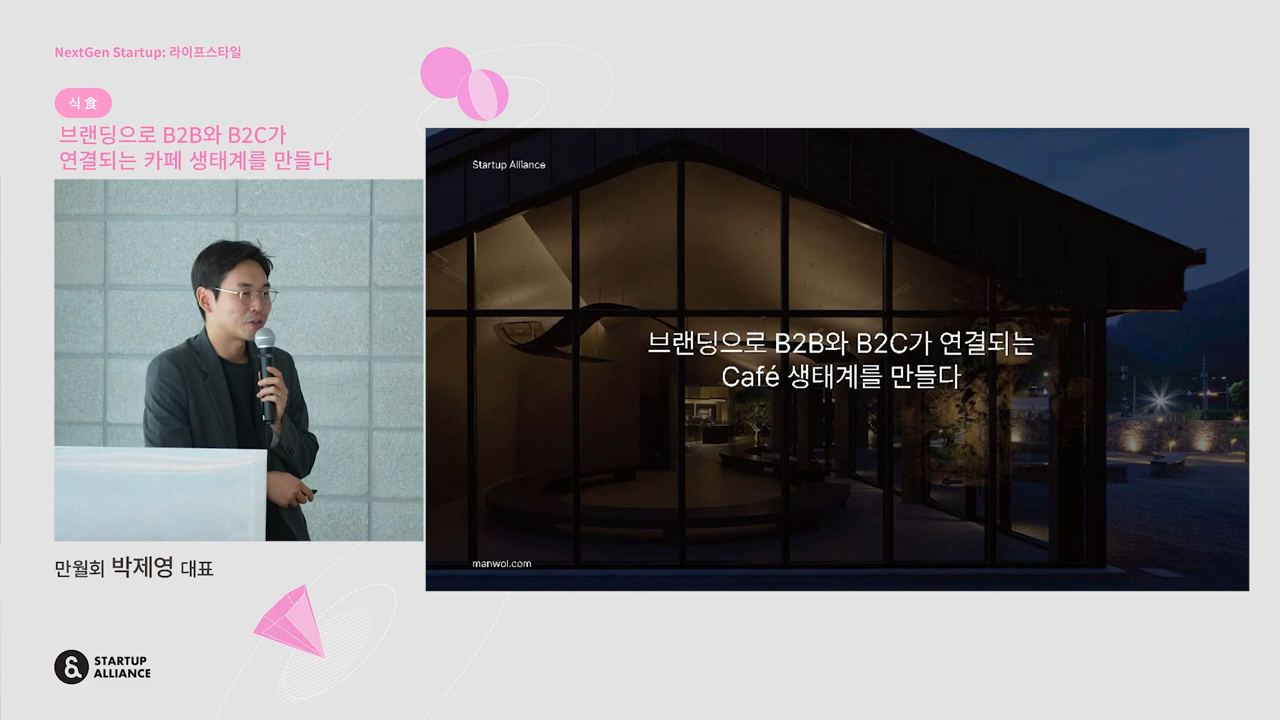 NextGen Startup: 라이프스타일
식 食
브랜딩으로 B2B와 B2C가
연결되는 카페 생태계를 만들다
Startup Alliance
브랜딩으로 B2B와 B2C가 연결되는
Café 생태계를 만들다
manwol.com
만월회 박제영 대표
STARTUP
ALLIANCE